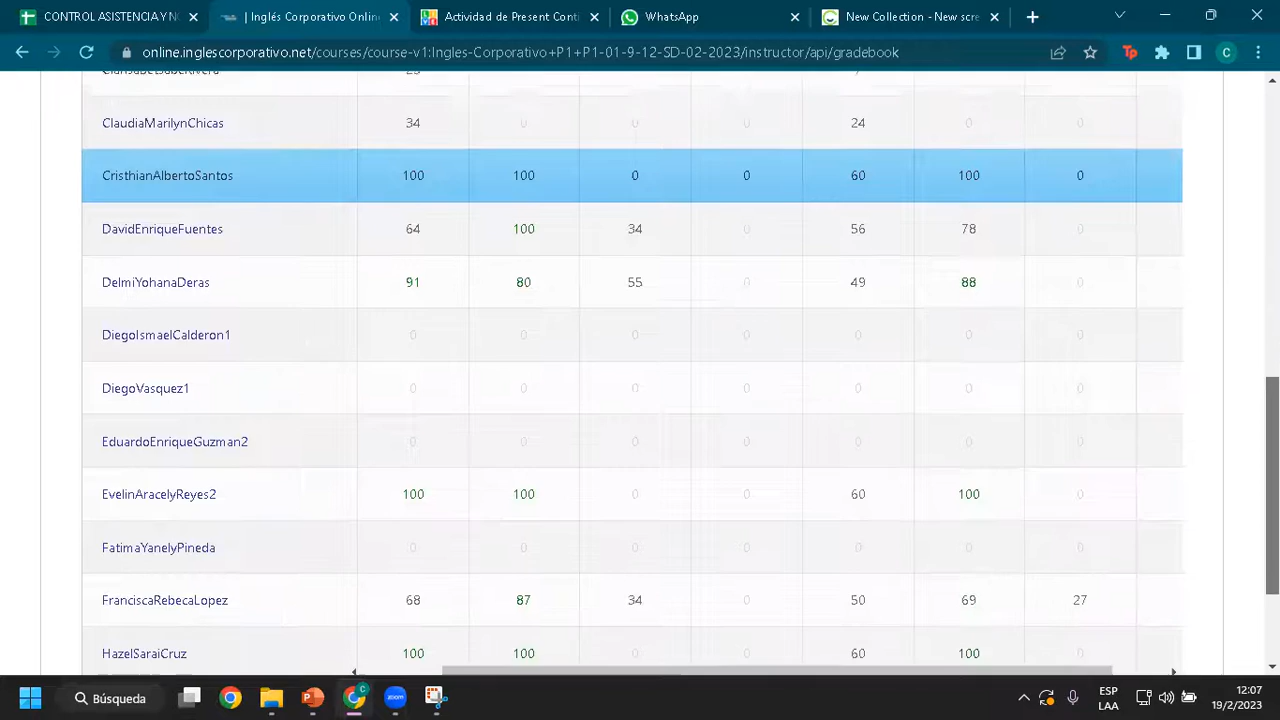 CONTROL ASISTENCIA Y NO
| Inglés Corporativo Online
Actividad de Present Conti
WhatsApp
New Collection - New scre
online.inglescorporativo.net/courses/course-v1:Ingles-Corporativo+P1+P1-01-9-12-SD-02-2023/instructor/api/gradebook
ClaudiaMarilynChicas 34 0 0 0 24 0 0
CristhianAlbertoSantos 100 100 0 0 60 100 0
DavidEnriqueFuentes 64 100 34 0 56 78 0
DelmiYohanaDeras 91 80 55 0 49 88 0
DiegoIsmaelCalderon1 0 0 0 0 0 0 0
DiegoVasquez1 0 0 0 0 0 0 0
EduardoEnriqueGuzman2 0 0 0 0 0 0 0
EvelinAracelyReyes2 100 100 0 0 60 100 0
FatimaYanelyPineda 0 0 0 0 0 0 0
FranciscaRebecaLopez 68 87 34 0 50 69 27
HazelSaraiCruz 100 100 0 0 60 100 0
Búsqueda
ESP
LAA
12:07
19/2/2023